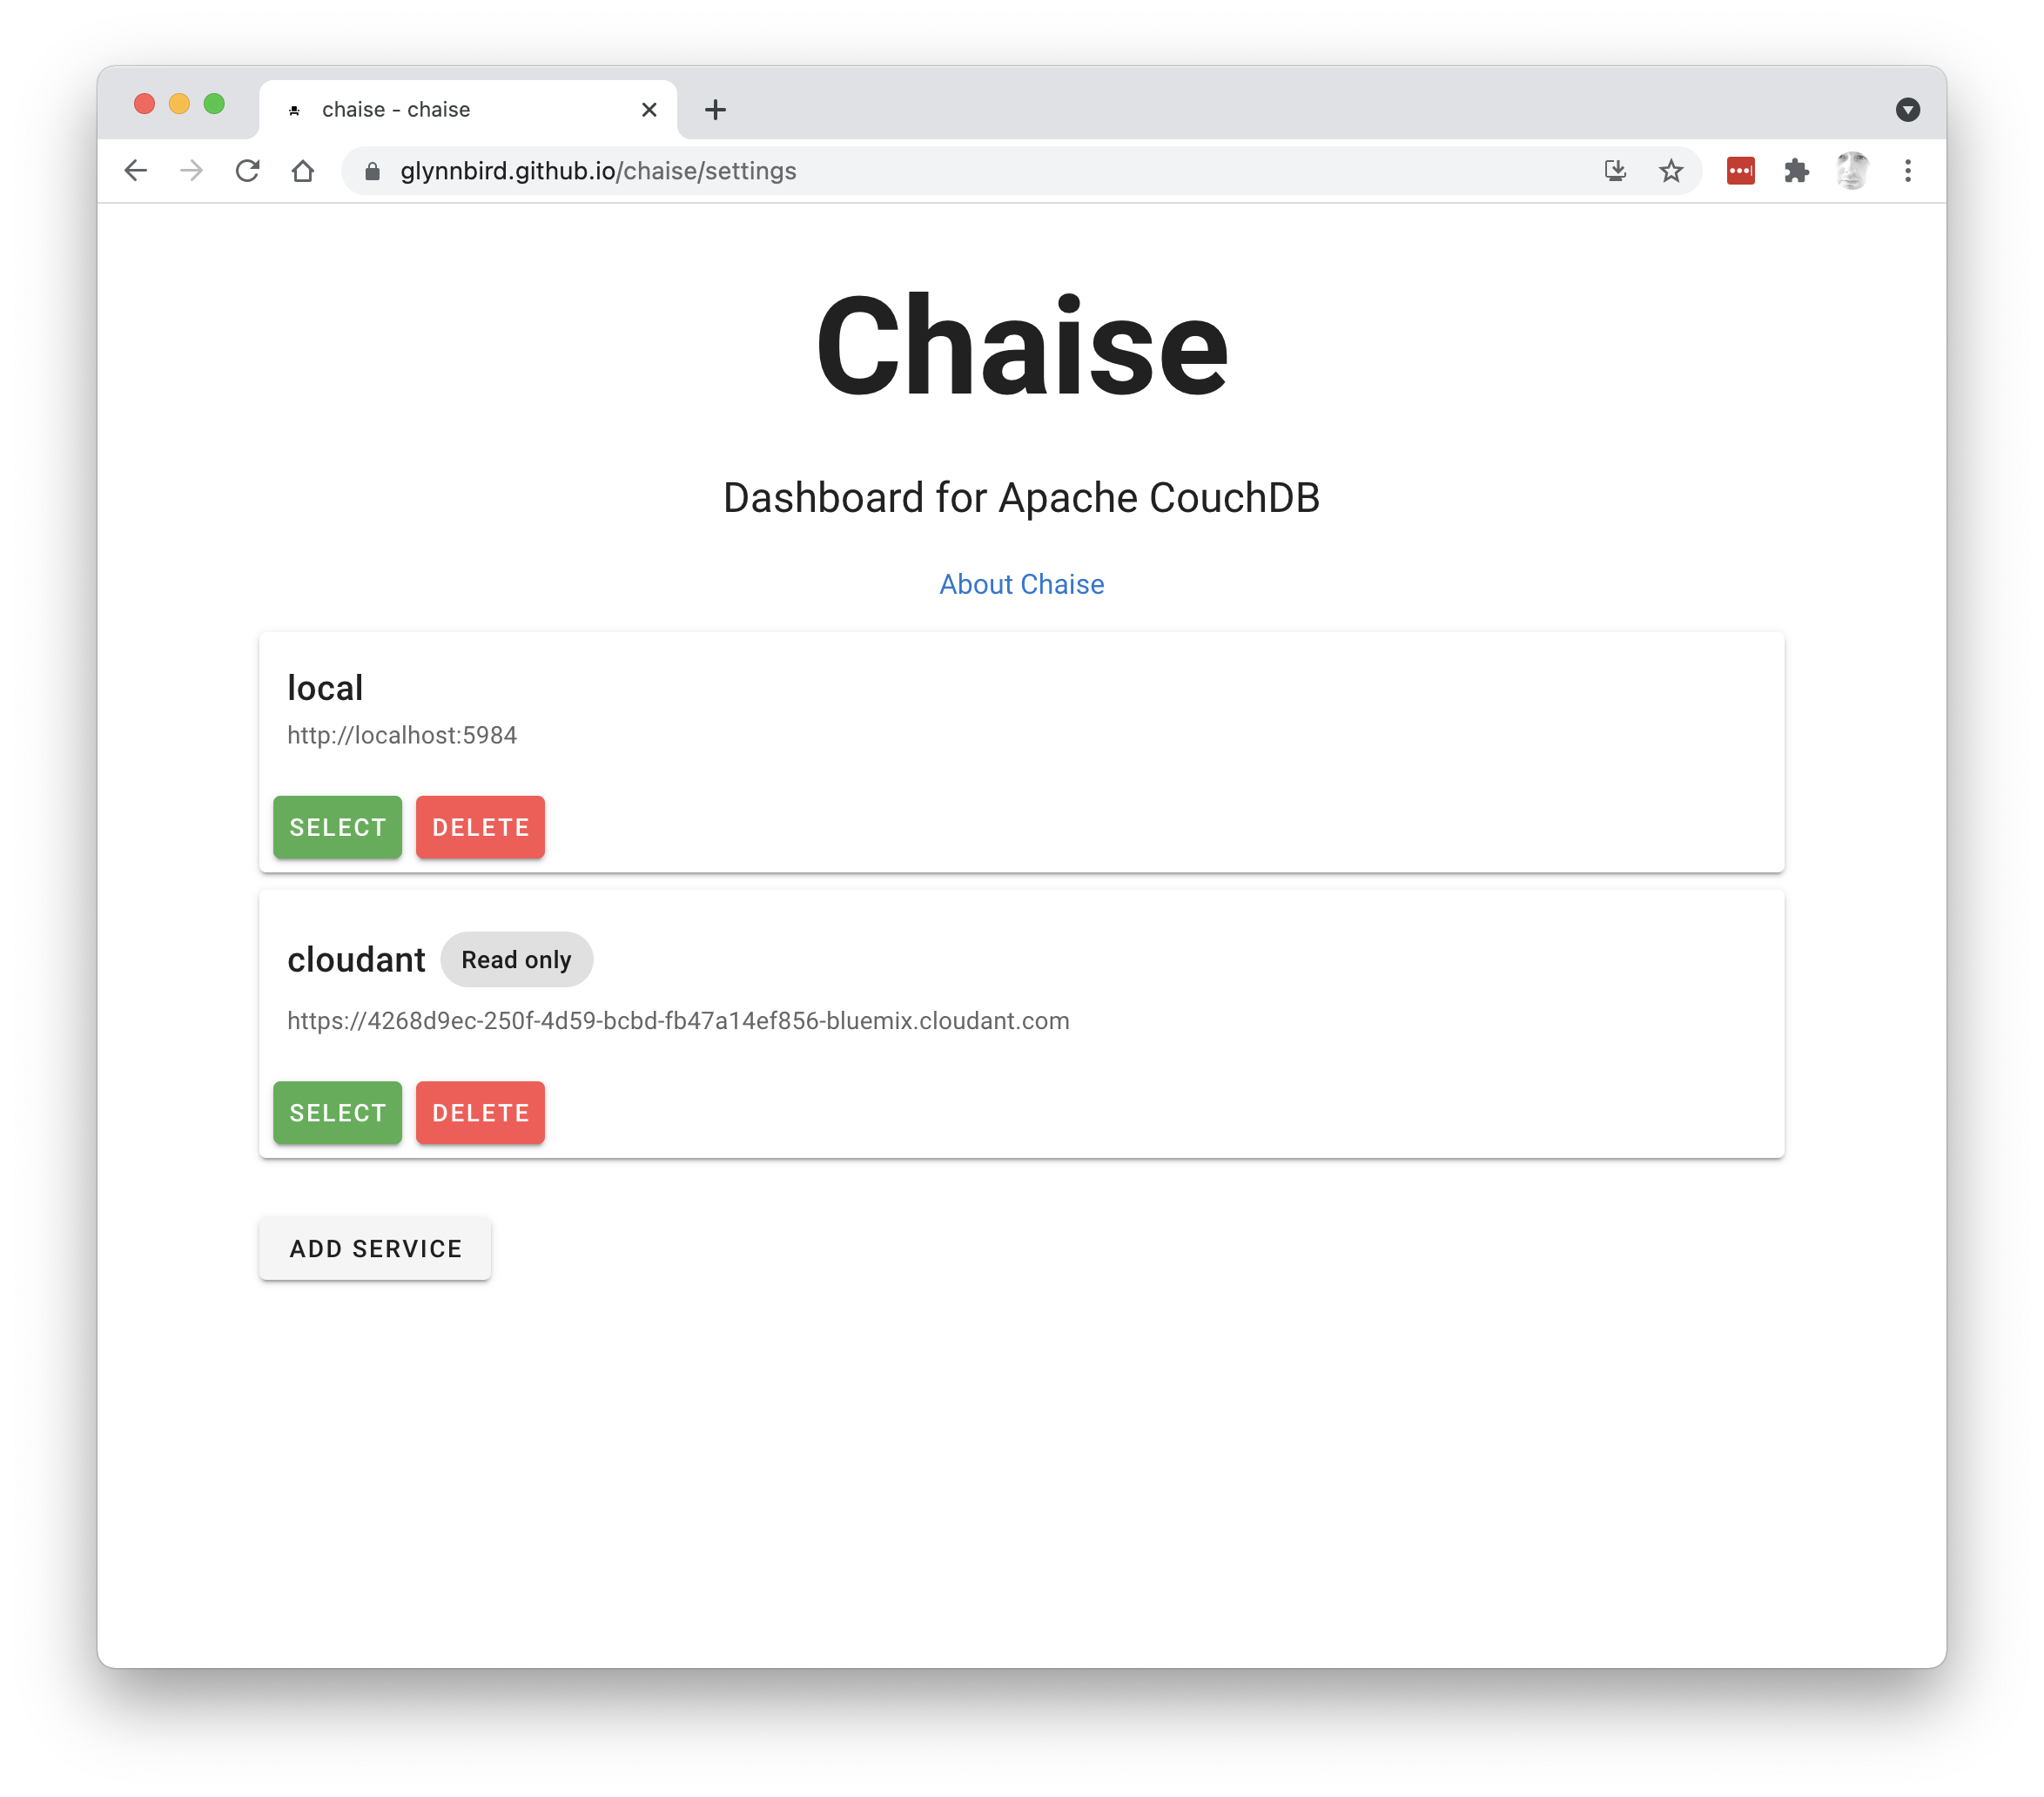 chaise - chaise
glynnbird.github.io/chaise/settings
Chaise
Dashboard for Apache CouchDB
About Chaise
local
http://localhost:5984
SELECT DELETE
cloudant Read only
https://4268d9ec-250f-4d59-bcbd-fb47a14ef856-bluemix.cloudant.com
SELECT DELETE
ADD SERVICE